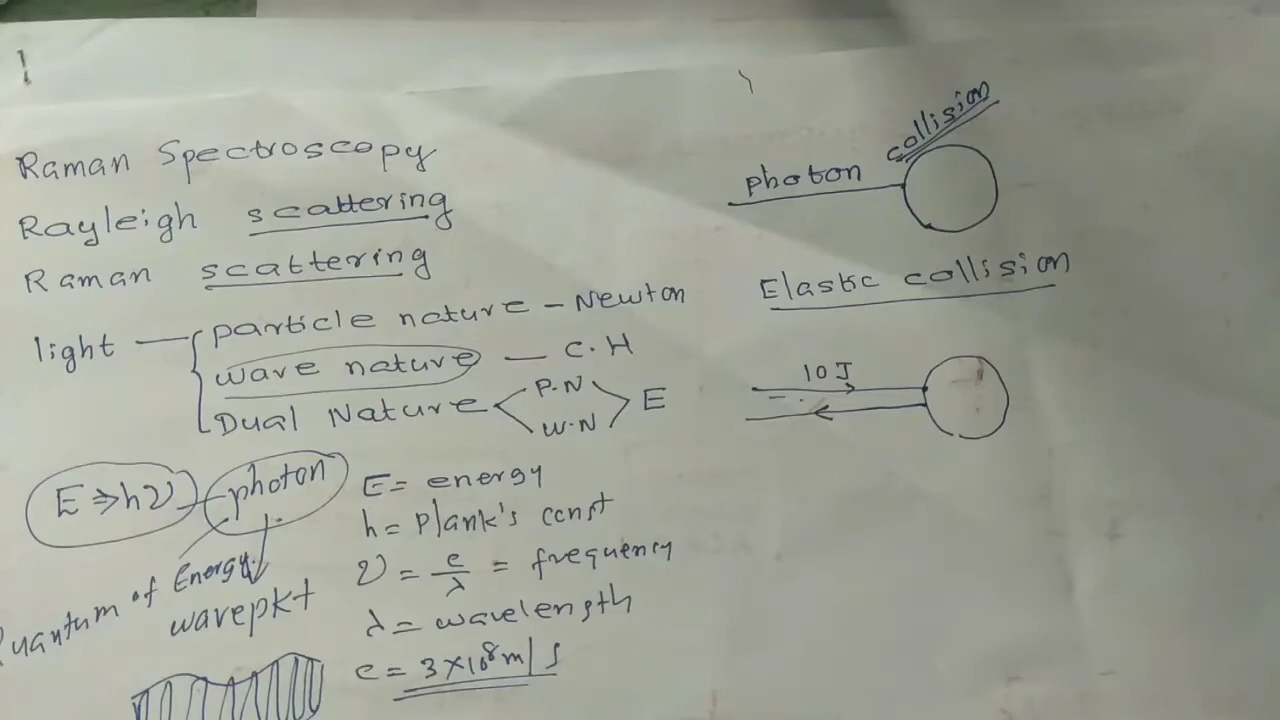 Raman Spectroscopy
Rayleigh scattering
Raman scattering
light — particle nature - Newton
wave nature — C.H
Dual Nature P.N E
W.N
E ⇒ hν photon
Quantum of Energy
wavepkt
E = energy
h = plank's const
ν = c/λ = frequency
λ = wavelength
c = 3×10⁸ m/s
photon collision
Elastic collision
10 J